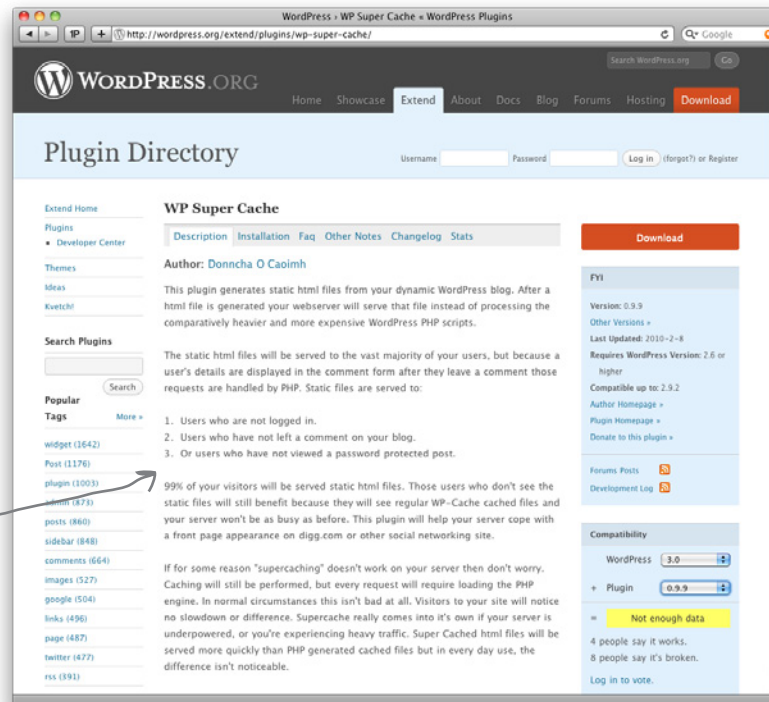 WordPress › WP Super Cache « WordPress Plugins
http://wordpress.org/extend/plugins/wp-super-cache/
Google
WORDPRESS.ORG
Search WordPress.org
Go
Home Showcase Extend About Docs Blog Forums Hosting Download
Plugin Directory
Username Password Log in (forgot?) or Register
Extend Home
Plugins
Developer Center
Themes
Ideas
Kvetch!
Search Plugins
Search
Popular
Tags More »
widget (1642)
Post (1176)
plugin (1003)
admin (873)
posts (860)
sidebar (848)
comments (664)
images (527)
google (504)
links (496)
page (487)
twitter (477)
rss (391)
WP Super Cache
Description Installation Faq Other Notes Changelog Stats
Author: Donncha O Caoimh
This plugin generates static html files from your dynamic WordPress blog. After a
html file is generated your webserver will serve that file instead of processing the
comparatively heavier and more expensive WordPress PHP scripts.
The static html files will be served to the vast majority of your users, but because a
user's details are displayed in the comment form after they leave a comment those
requests are handled by PHP. Static files are served to:
1. Users who are not logged in.
2. Users who have not left a comment on your blog.
3. Or users who have not viewed a password protected post.
99% of your visitors will be served static html files. Those users who don't see the
static files will still benefit because they will see regular WP-Cache cached files and
your server won't be as busy as before. This plugin will help your server cope with
a front page appearance on digg.com or other social networking site.
If for some reason "supercaching" doesn't work on your server then don't worry.
Caching will still be performed, but every request will require loading the PHP
engine. In normal circumstances this isn't bad at all. Visitors to your site will notice
no slowdown or difference. Supercache really comes into it's own if your server is
underpowered, or you're experiencing heavy traffic. Super Cached html files will be
served more quickly than PHP generated cached files but in every day use, the
difference isn't noticeable.
Download
FYI
Version: 0.9.9
Other Versions »
Last Updated: 2010-2-8
Requires WordPress Version: 2.6 or
higher
Compatible up to: 2.9.2
Author Homepage »
Plugin Homepage »
Donate to this plugin »
Forums Posts
Development Log
Compatibility
WordPress 3.0
+ Plugin 0.9.9
= Not enough data
4 people say it works.
8 people say it's broken.
Log in to vote.